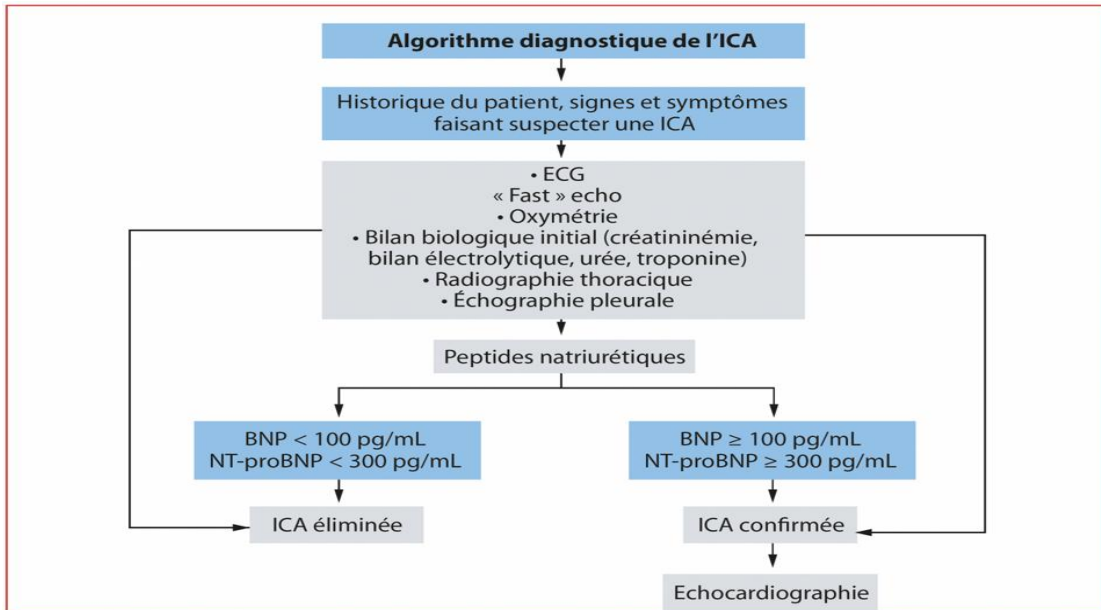 Algorithme diagnostique de l’ICA
Historique du patient, signes et symptômes
faisant suspecter une ICA
• ECG
« Fast » echo
• Oxymétrie
• Bilan biologique initial (créatininémie,
bilan électrolytique, urée, troponine)
• Radiographie thoracique
• Échographie pleurale
Peptides natriurétiques
BNP < 100 pg/mL
NT-proBNP < 300 pg/mL
BNP ≥ 100 pg/mL
NT-proBNP ≥ 300 pg/mL
ICA éliminée
ICA confirmée
Echocardiographie